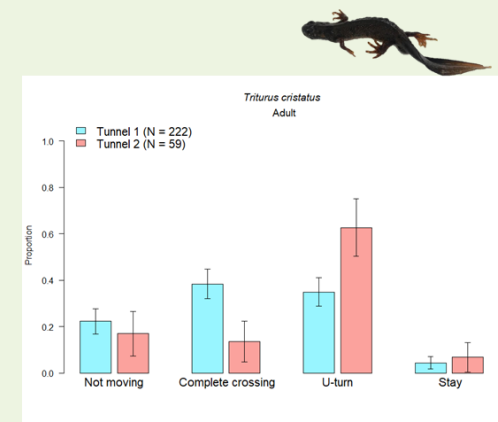 Triturus cristatus
Adult
Tunnel 1 (N = 222)
Tunnel 2 (N = 59)
Proportion
1.0
0.8
0.6
0.4
0.2
0.0
Not moving
Complete crossing
U-turn
Stay